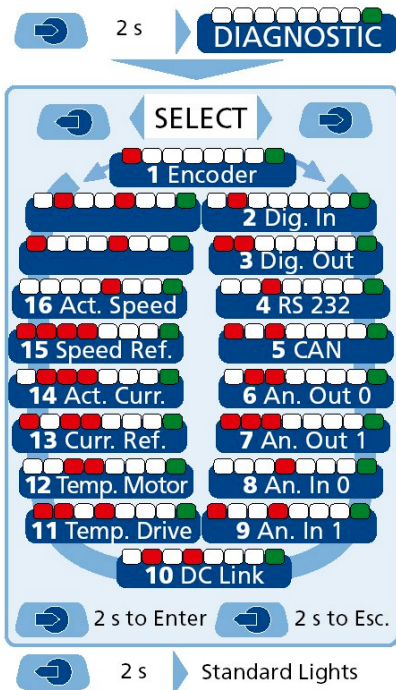 2 s DIAGNOSTIC
SELECT
1 Encoder
2 Dig. In
3 Dig. Out
16 Act. Speed 4 RS 232
15 Speed Ref. 5 CAN
14 Act. Curr. 6 An. Out 0
13 Curr. Ref. 7 An. Out 1
12 Temp. Motor 8 An. In 0
11 Temp. Drive 9 An. In 1
10 DC Link
2 s to Enter 2 s to Esc.
2 s Standard Lights